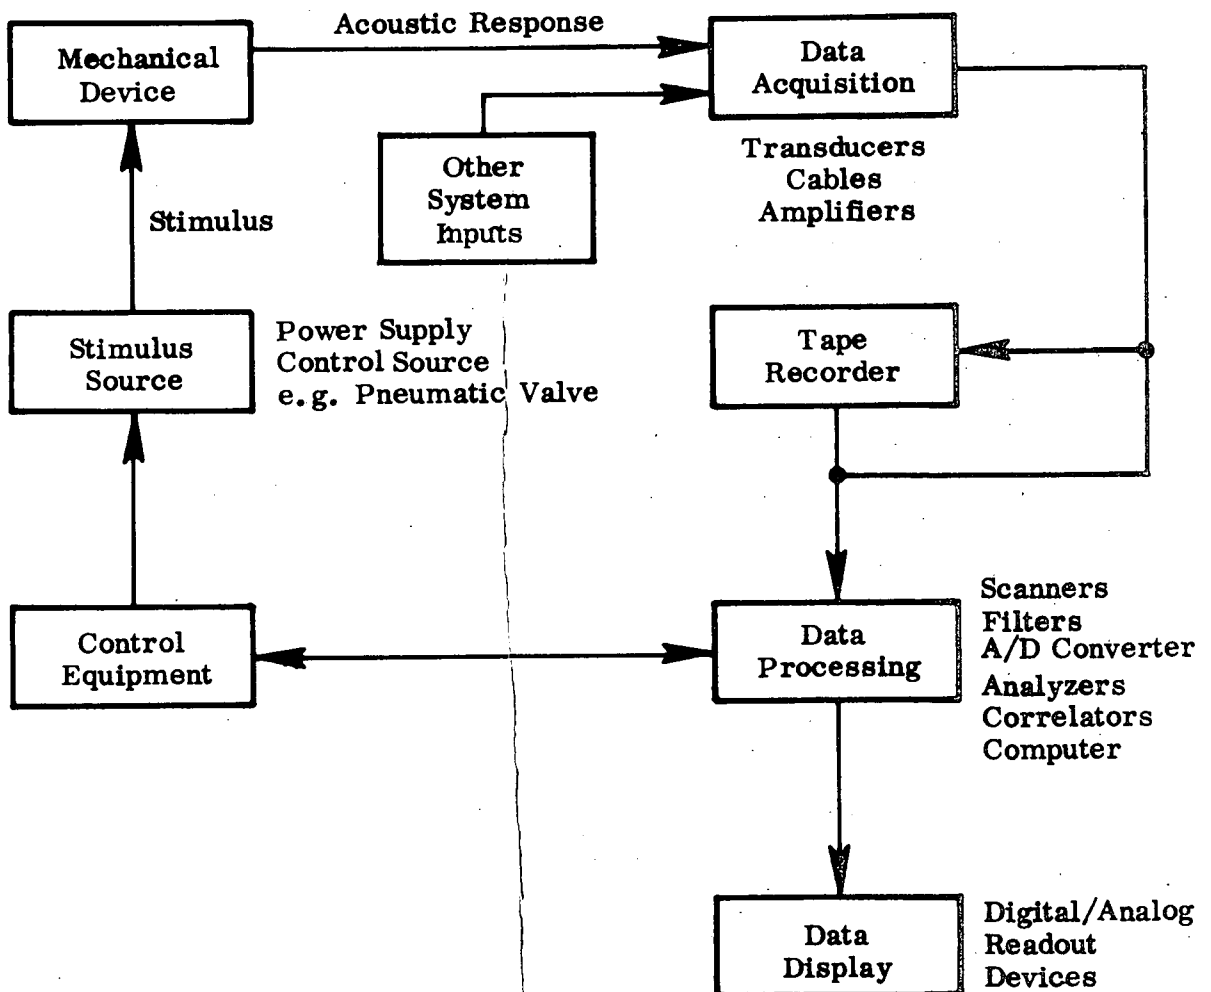 Acoustic Response
Mechanical
Device
Data
Acquisition
Other
System
Inputs
Transducers
Cables
Amplifiers
Stimulus
Stimulus
Source
Power Supply
Control Source
e.g. Pneumatic Valve
Tape
Recorder
Control
Equipment
Data
Processing
Scanners
Filters
A/D Converter
Analyzers
Correlators
Computer
Data
Display
Digital/Analog
Readout
Devices